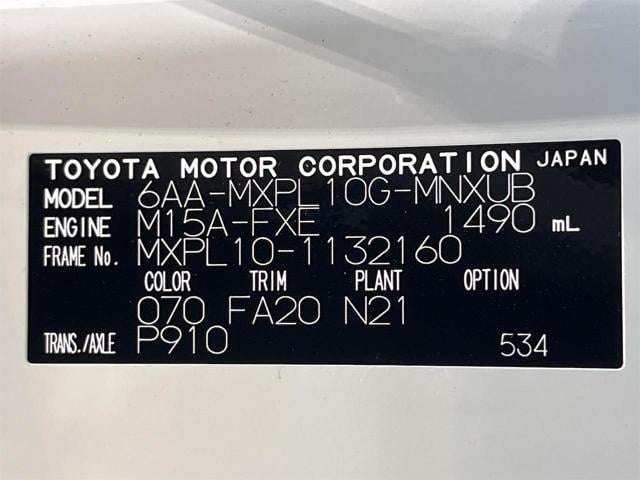 TOYOTA MOTOR CORPORATION JAPAN
MODEL 6AA-MXPL10G-MNXUB
ENGINE M15A-FXE 1490 mL
FRAME No. MXPL10-1132160
COLOR TRIM PLANT OPTION
070 FA20 N21
TRANS./AXLE P910 534